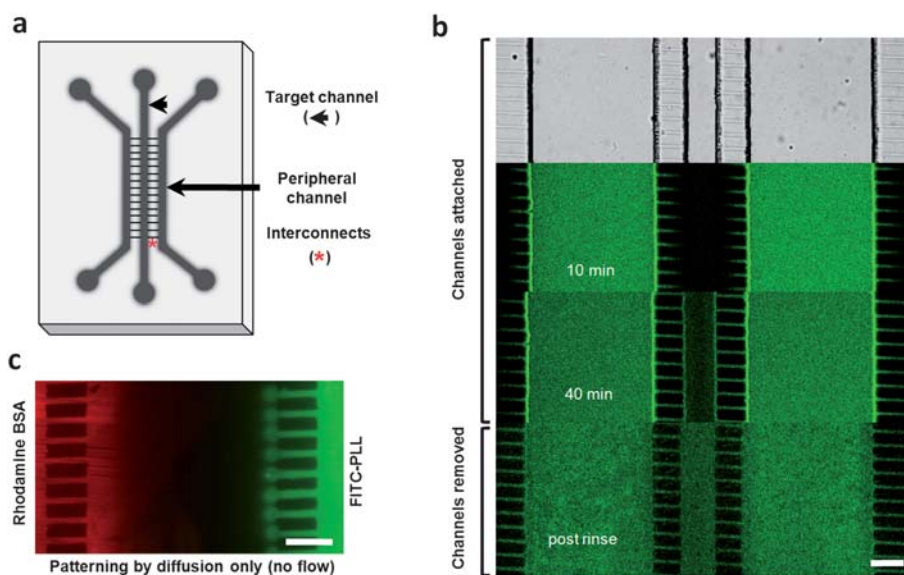 a
Target channel
( )
Peripheral
channel
Interconnects
(*)
b
Channels attached
10 min
40 min
Channels removed
post rinse
c
Rhodamine BSA
FITC-PLL
Patterning by diffusion only (no flow)